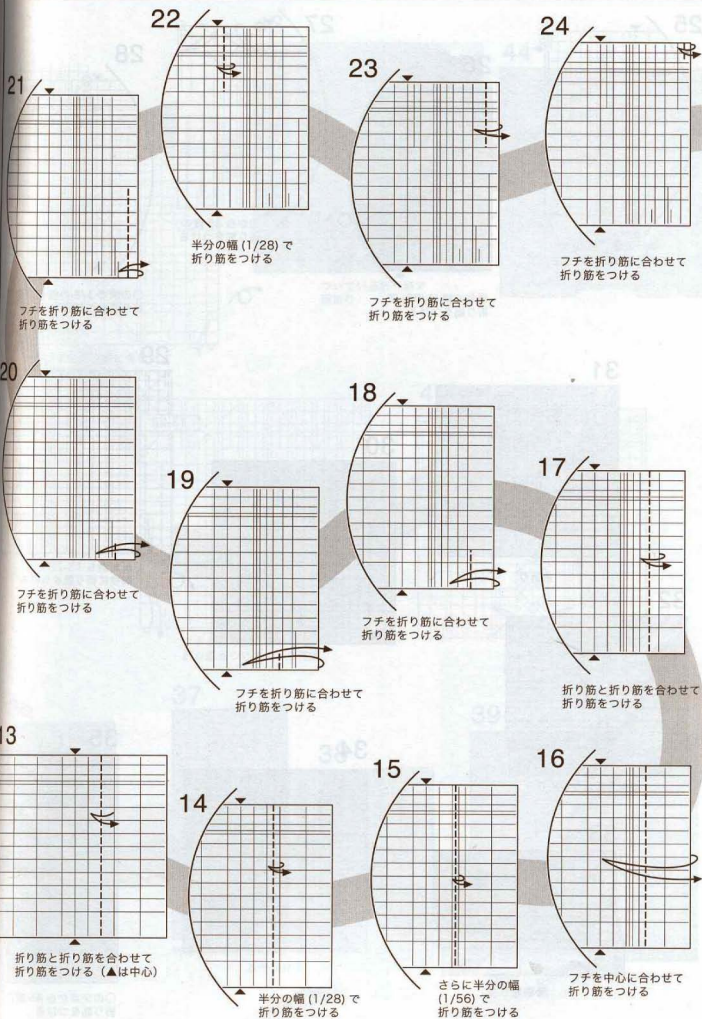 13
折り筋と折り筋を合わせて
折り筋をつける（▲は中心）
14
半分の幅 (1/28) で
折り筋をつける
15
さらに半分の幅
(1/56) で
折り筋をつける
16
フチを中心に合わせて
折り筋をつける
17
折り筋と折り筋を合わせて
折り筋をつける
18
フチを折り筋に合わせて
折り筋をつける
19
フチを折り筋に合わせて
折り筋をつける
20
フチを折り筋に合わせて
折り筋をつける
21
フチを折り筋に合わせて
折り筋をつける
22
半分の幅 (1/28) で
折り筋をつける
23
フチを折り筋に合わせて
折り筋をつける
24
フチを折り筋に合わせて
折り筋をつける